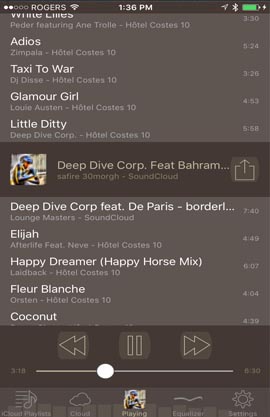 ROGERS 1:36 PM
White Lilies
Peder featuring Ane Trolle - Hôtel Costes 10 3:30
Adios
Zimpala - Hôtel Costes 10 5:24
Taxi To War
Dj Disse - Hôtel Costes 10 3:26
Glamour Girl
Louie Austen - Hôtel Costes 10 4:53
Little Ditty
Deep Dive Corp. - Hôtel Costes 10 5:58
Deep Dive Corp. Feat Bahram...
safire 30morgh - SoundCloud
Deep Dive Corp feat. De Paris - borderl...
Lounge Masters - SoundCloud 7:40
Elijah
Afterlife Feat. Neve - Hôtel Costes 10 4:49
Happy Dreamer (Happy Horse Mix)
Laidback - Hôtel Costes 10 6:07
Fleur Blanche
Orsten - Hôtel Costes 10 4:04
Coconut
3:18 6:30
iCloud Playlists Cloud Playing Equalizer Settings